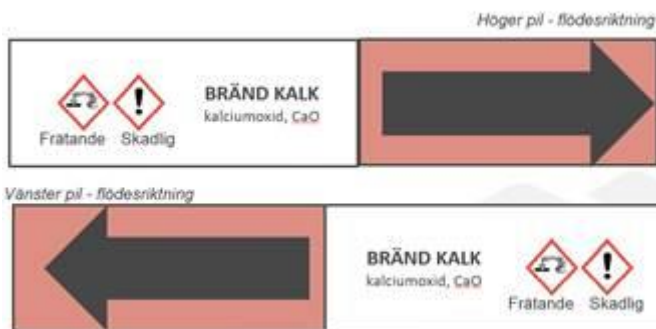 Höger pil - flödesriktning
BRÄND KALK
kalciumoxid, CaO
Frätande Skadlig
Vänster pil - flödesriktning
BRÄND KALK
kalciumoxid, CaO
Frätande Skadlig